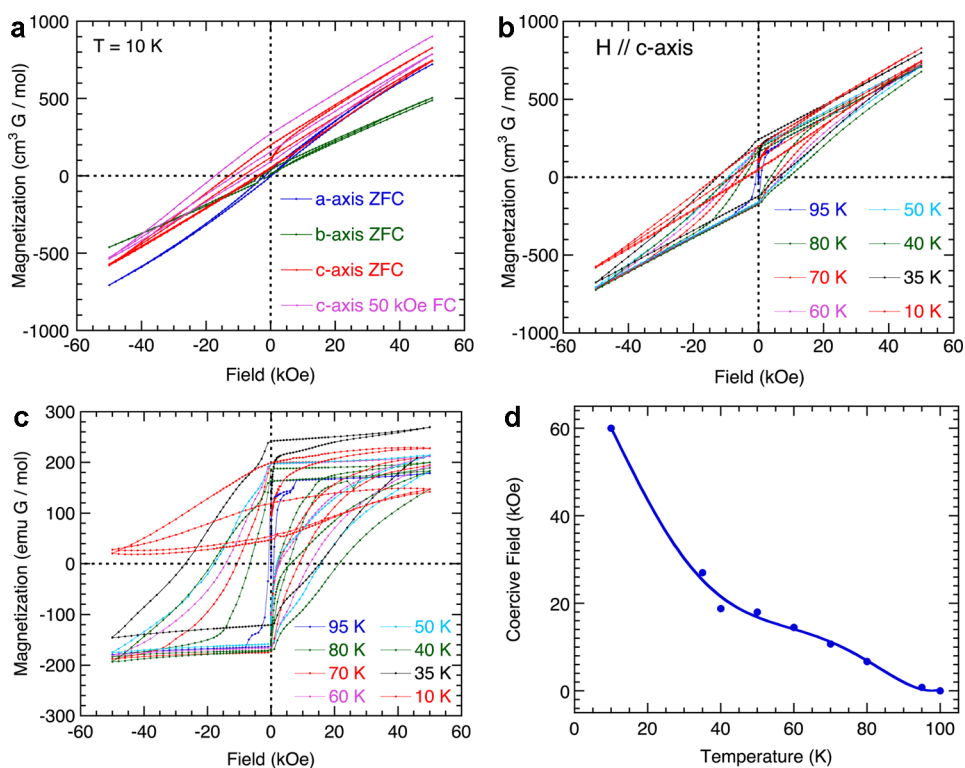 a
T = 10 K
1000
500
0
-500
-1000
Magnetization (cm³ G / mol)
a-axis ZFC
b-axis ZFC
c-axis ZFC
c-axis 50 kOe FC
-60 -40 -20 0 20 40 60
Field (kOe)
b
H // c-axis
1000
500
0
-500
-1000
Magnetization (cm³ G / mol)
95 K 50 K
80 K 40 K
70 K 35 K
60 K 10 K
-60 -40 -20 0 20 40 60
Field (kOe)
c
300
200
100
0
-100
-200
-300
Magnetization (emu G / mol)
95 K 50 K
80 K 40 K
70 K 35 K
60 K 10 K
-60 -40 -20 0 20 40 60
Field (kOe)
d
60
40
20
0
Coercive Field (kOe)
0 20 40 60 80 100
Temperature (K)